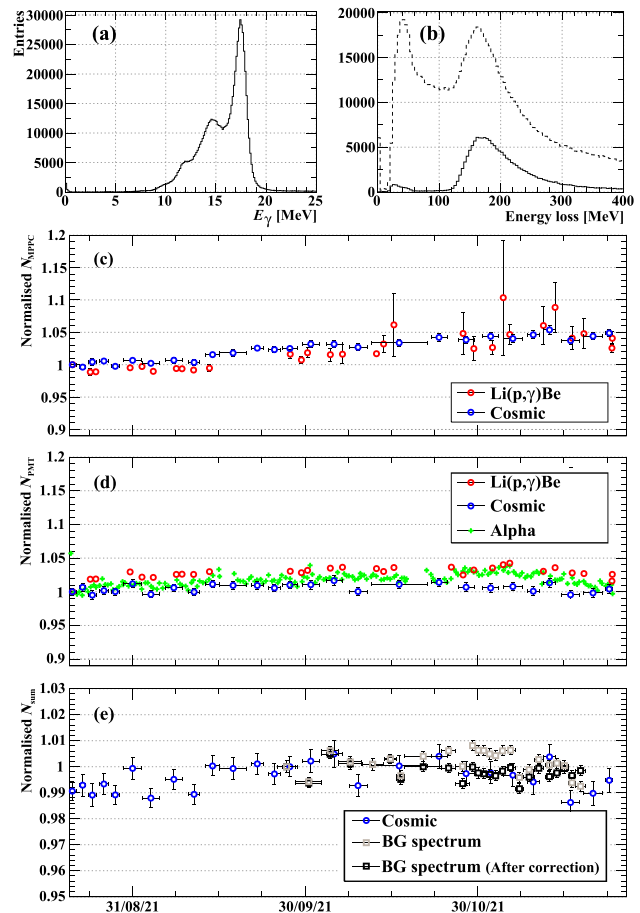 (a)
Entries
30000
25000
20000
15000
10000
5000
0
0 5 10 15 20 25
Eγ [MeV]
(b)
20000
15000
10000
5000
0
0 100 200 300 400
Energy loss [MeV]
(c)
Normalised N_MPPC
1.2
1.15
1.1
1.05
1
0.95
0.9
Li(p,γ)Be
Cosmic
(d)
Normalised N_PMT
1.2
1.15
1.1
1.05
1
0.95
0.9
Li(p,γ)Be
Cosmic
Alpha
(e)
Normalised N_sum
1.03
1.02
1.01
1
0.99
0.98
0.97
0.96
0.95
Cosmic
BG spectrum
BG spectrum (After correction)
31/08/21 30/09/21 30/10/21